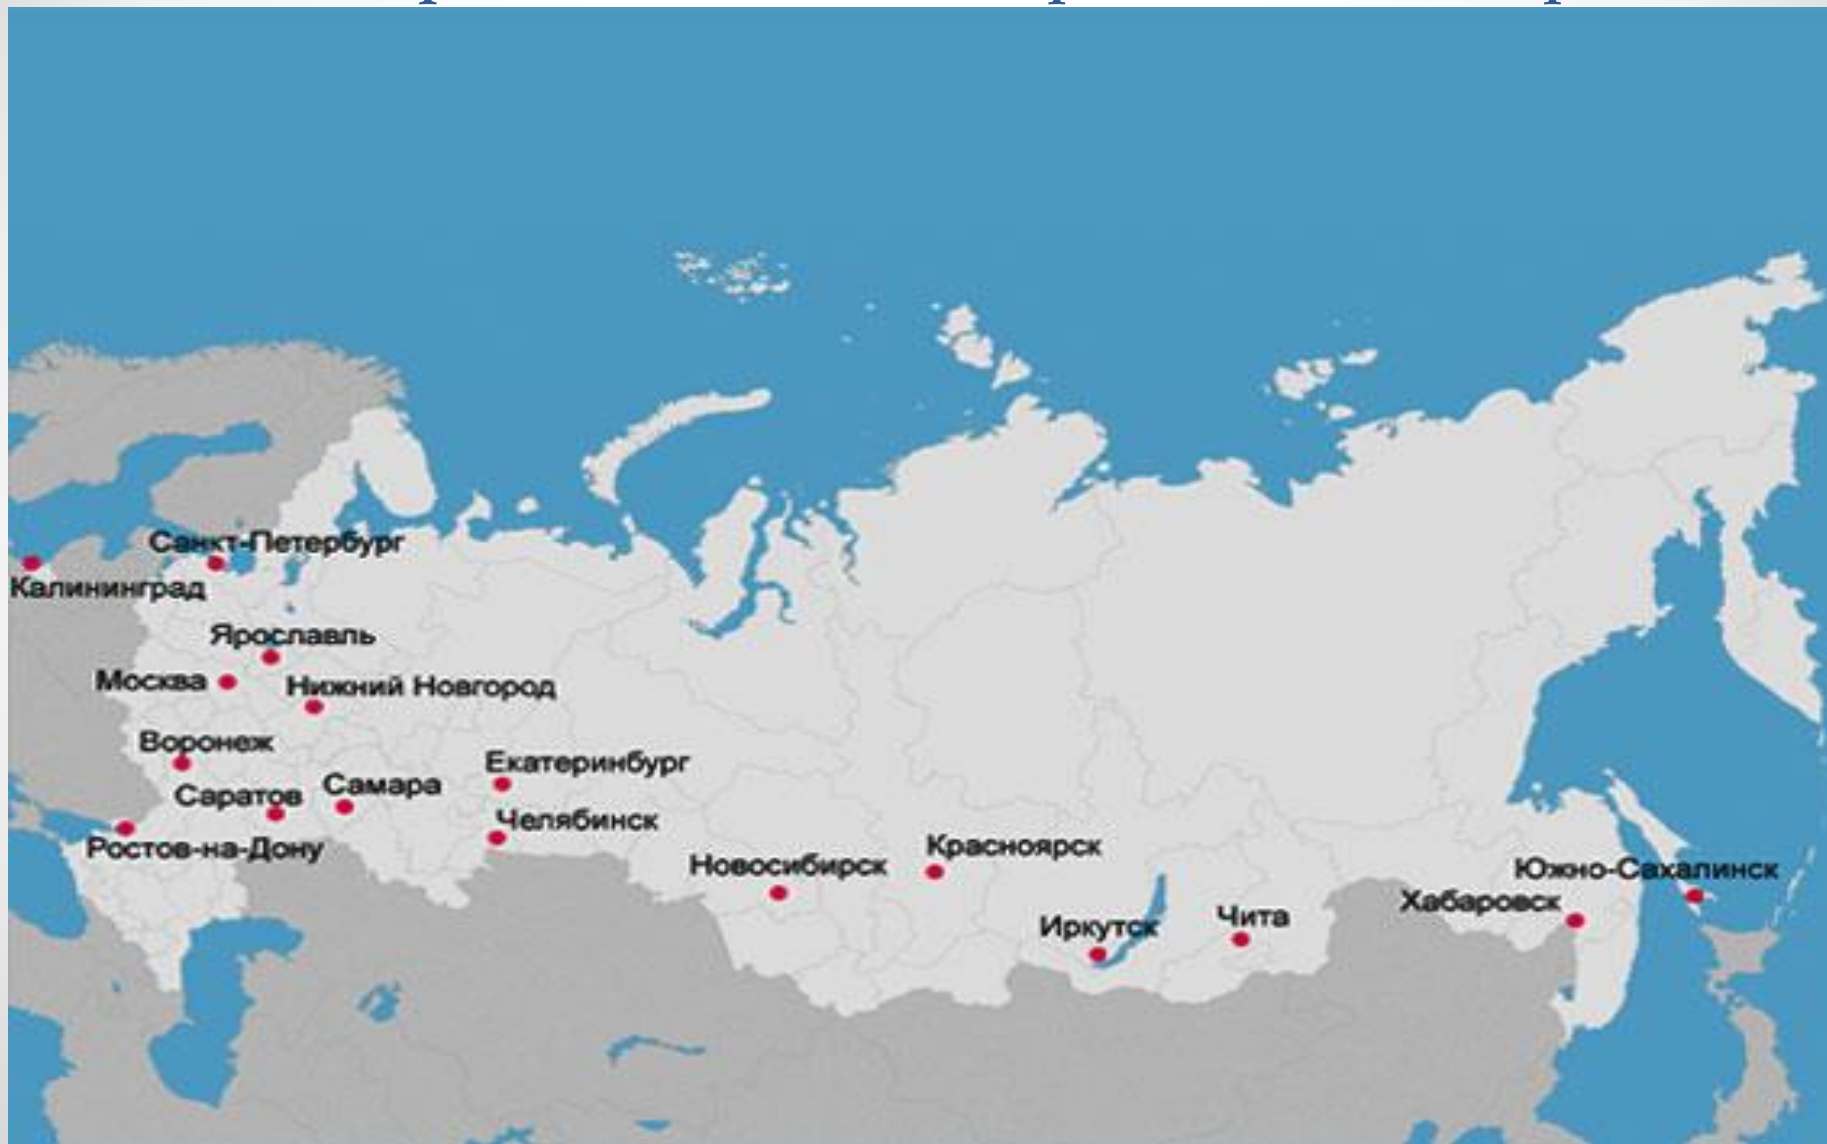 Санкт-Петербург
Калининград
Ярославль
Москва
Нижний Новгород
Воронеж
Екатеринбург
Саратов
Самара
Челябинск
Ростов-на-Дону
Новосибирск
Красноярск
Южно-Сахалинск
Хабаровск
Иркутск
Чита